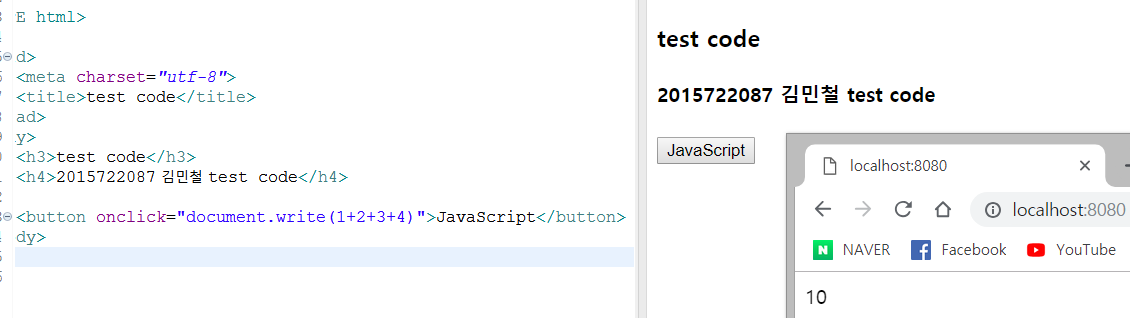 E html>
d>
<meta charset="utf-8">
<title>test code</title>
ad>
y>
<h3>test code</h3>
<h4>2015722087 김민철 test code</h4>
<button onclick="document.write(1+2+3+4)">JavaScript</button>
dy>
test code
2015722087 김민철 test code
JavaScript
localhost:8080
localhost:8080
NAVER Facebook YouTube
10